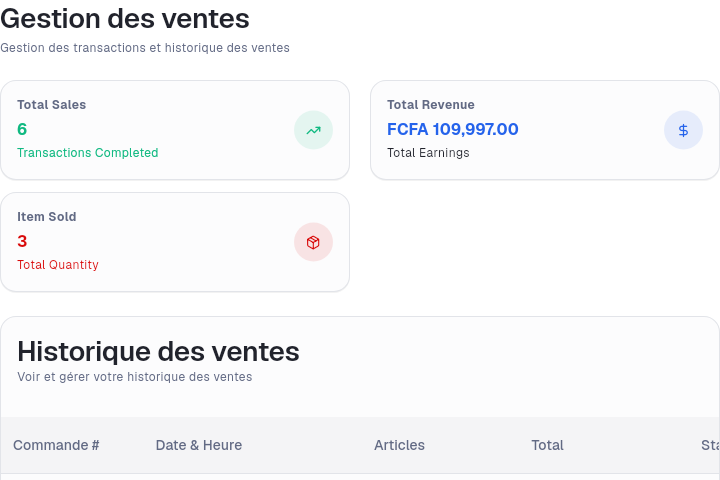 Gestion des ventes
Gestion des transactions et historique des ventes
Total Sales
6
Transactions Completed
Total Revenue
FCFA 109,997.00
Total Earnings
Item Sold
3
Total Quantity
Historique des ventes
Voir et gérer votre historique des ventes
Commande # Date & Heure Articles Total